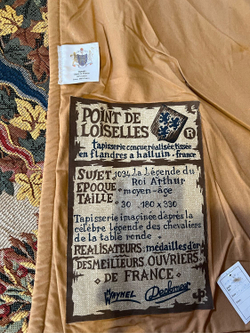 POINT DE
LOISELLES
R
tapisserie conçue, réalisée, tissée
en flandres a halluin. france
SUJET 1034 La Légende du
Roi Arthur
EPOQUE moyen-âge
TAILLE 30 180 x 330
Tapisserie imaginée d'après la
célèbre légende des chevaliers
de la table ronde
REALISATEURS médailles d'or
DES MEILLEURS OUVRIERS
DE FRANCE